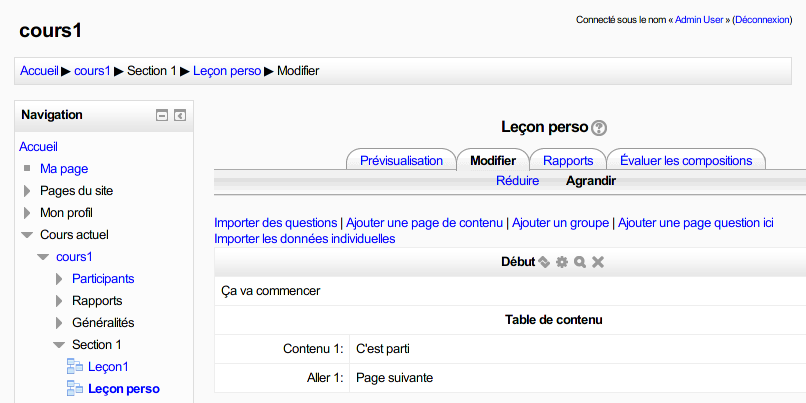 Connecté sous le nom « Admin User » (Déconnexion)
cours1
Accueil ▶ cours1 ▶ Section 1 ▶ Leçon perso ▶ Modifier
Navigation
Accueil
Ma page
Pages du site
Mon profil
Cours actuel
cours1
Participants
Rapports
Généralités
Section 1
Leçon1
Leçon perso
Leçon perso
Prévisualisation Modifier Rapports Évaluer les compositions
Réduire Agrandir
Importer des questions | Ajouter une page de contenu | Ajouter un groupe | Ajouter une page question ici
Importer les données individuelles
Début
Ça va commencer
Table de contenu
Contenu 1: C'est parti
Aller 1: Page suivante